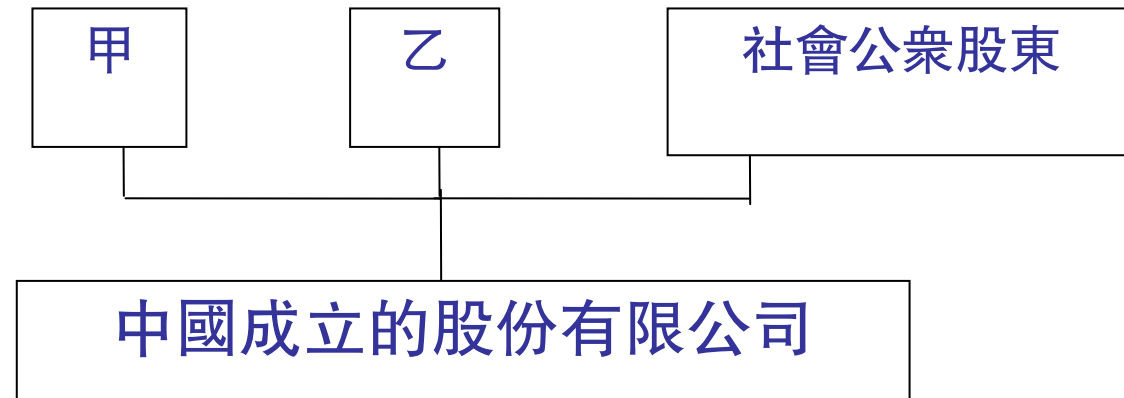 甲
乙
社會公衆股東
中國成立的股份有限公司